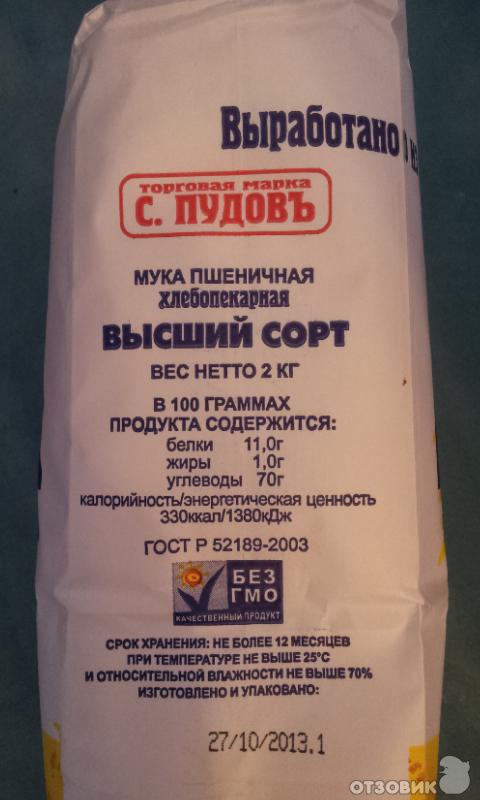 Выработано
ТОРГОВАЯ МАРКА
С. ПУДОВЪ
МУКА ПШЕНИЧНАЯ
хлебопекарная
ВЫСШИЙ СОРТ
ВЕС НЕТТО 2 КГ
В 100 ГРАММАХ
ПРОДУКТА СОДЕРЖИТСЯ:
белки 11,0г
жиры 1,0г
углеводы 70г
калорийность/энергетическая ценность
330ккал/1380кДж
ГОСТ Р 52189-2003
БЕЗ
ГМО
КАЧЕСТВЕННЫЙ ПРОДУКТ
СРОК ХРАНЕНИЯ: НЕ БОЛЕЕ 12 МЕСЯЦЕВ
ПРИ ТЕМПЕРАТУРЕ НЕ ВЫШЕ 25°С
И ОТНОСИТЕЛЬНОЙ ВЛАЖНОСТИ НЕ ВЫШЕ 70%
ИЗГОТОВЛЕНО И УПАКОВАНО:
27/10/2013.1
ОТЗОВИК